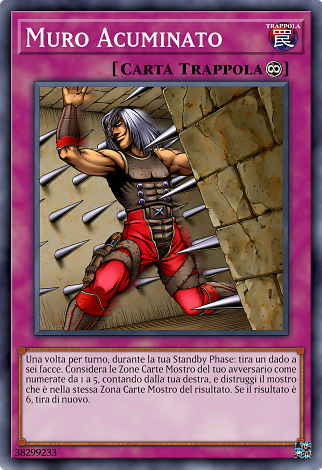 Muro Acuminato
TRAPPOLA
罠
[Carta Trappola]
Una volta per turno, durante la tua Standby Phase: tira un dado a
sei facce. Considera le Zone Carte Mostro del tuo avversario come
numerate da 1 a 5, contando dalla tua destra, e distruggi il mostro
che è nella stessa Zona Carte Mostro del risultato. Se il risultato è
6, tira di nuovo.
38299233